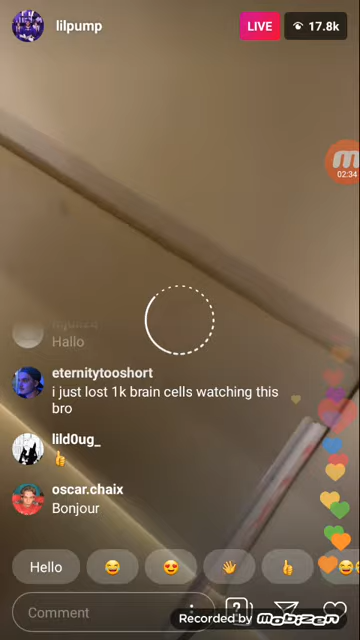 lilpump
LIVE
17.8k
02:34
Hallo
eternitytooshort
i just lost 1k brain cells watching this
bro
lild0ug_
oscar.chaix
Bonjour
Hello
Comment
Recorded by mobizen